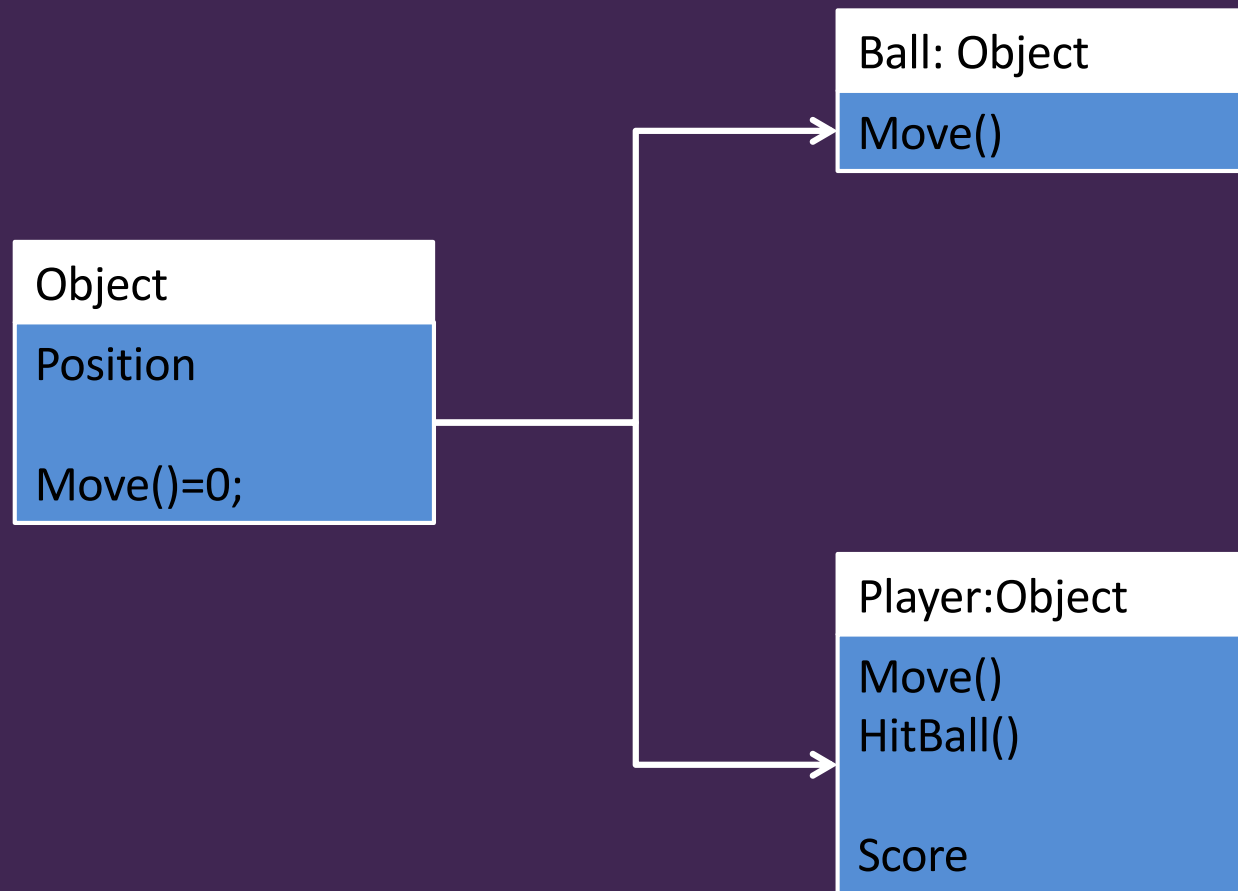 Object
Position
Move()=0;
Ball: Object
Move()
Player:Object
Move()
HitBall()
Score